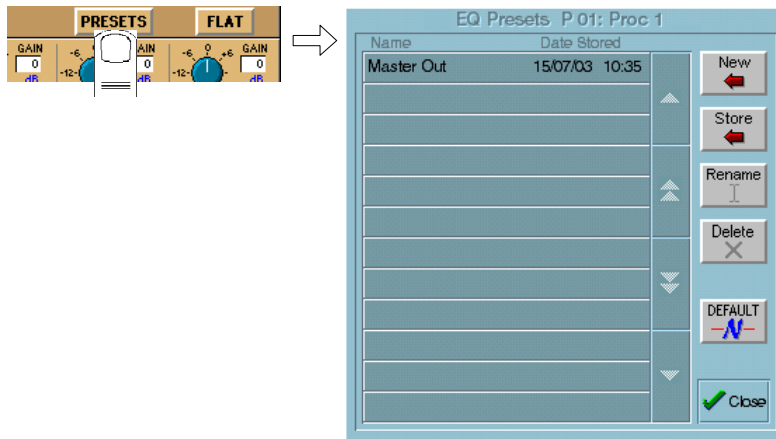 PRESETS FLAT
GAIN -6 0 GAIN -6 0 +6 GAIN
0 0 0
dB -12- dB -12- dB
EQ Presets P 01: Proc 1
Name Date Stored
Master Out 15/07/03 10:35
New
Store
Rename
Delete
DEFAULT
N
Close